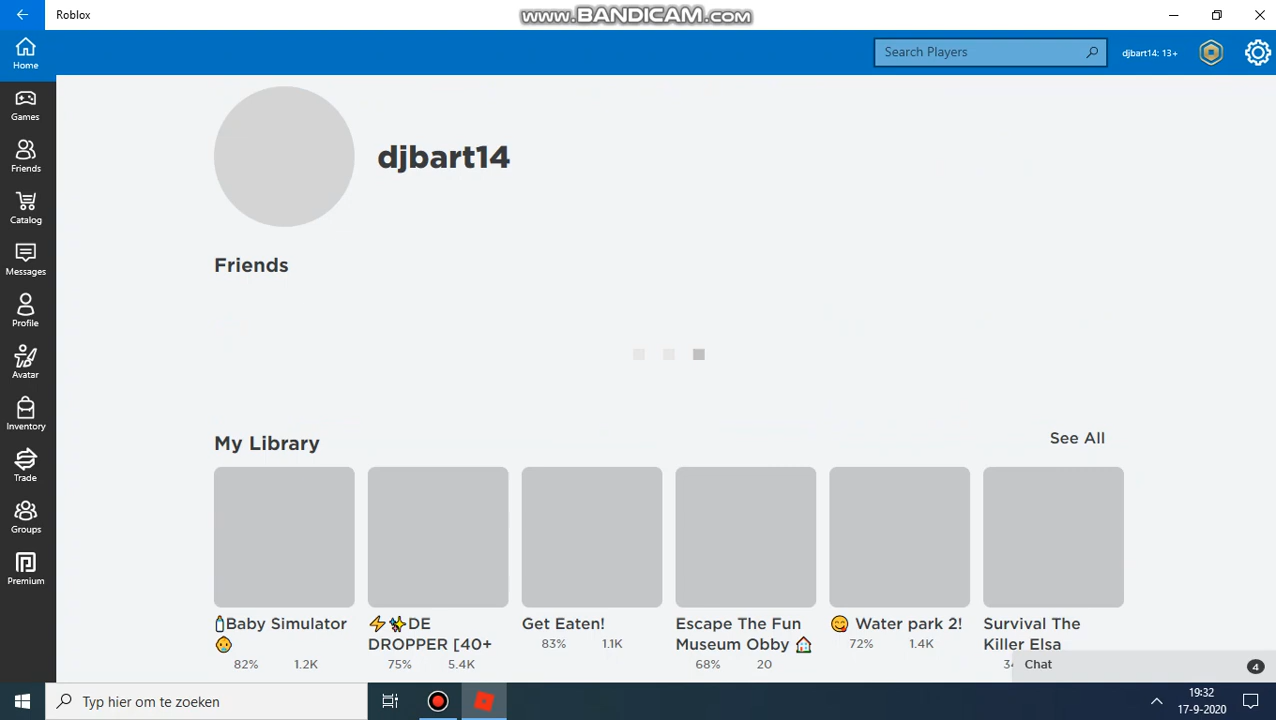 Roblox
www.BANDICAM.com
Home
Search Players
djbart14: 13+
Games
Friends
Catalog
Messages
Profile
Avatar
Inventory
Trade
Groups
Premium
djbart14
Friends
My Library
See All
🍼Baby Simulator
👶
82% 1.2K
⚡✨DE
DROPPER [40+
75% 5.4K
Get Eaten!
83% 1.1K
Escape The Fun
Museum Obby 🏠
68% 20
😋 Water park 2!
72% 1.4K
Survival The
Killer Elsa
Chat
4
Typ hier om te zoeken
19:32
17-9-2020